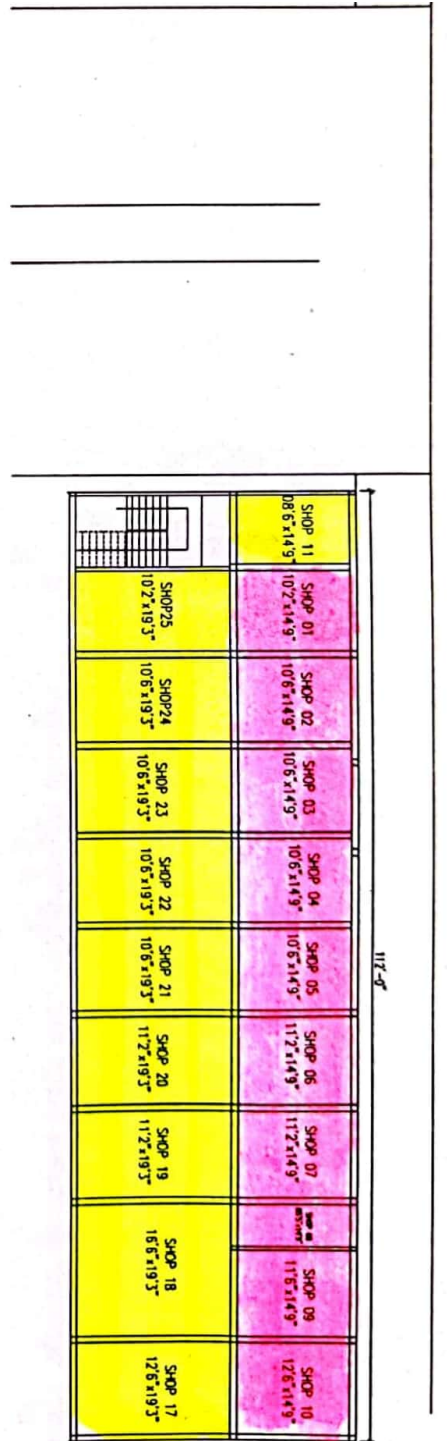 SHOP 11
08'6"x14'9"
SHOP 01
10'2"x14'9"
SHOP 02
10'6"x14'9"
SHOP 03
10'6"x14'9"
SHOP 04
10'6"x14'9"
SHOP 05
10'6"x14'9"
SHOP 06
11'2"x14'9"
SHOP 07
11'2"x14'9"
SHOP 09
11'6"x14'9"
SHOP 10
12'6"x14'9"
SHOP25
10'2"x19'3"
SHOP24
10'6"x19'3"
SHOP 23
10'6"x19'3"
SHOP 22
10'6"x19'3"
SHOP 21
10'6"x19'3"
SHOP 20
11'2"x19'3"
SHOP 19
11'2"x19'3"
SHOP 18
16'6"x19'3"
SHOP 17
12'6"x19'3"
112'-0"